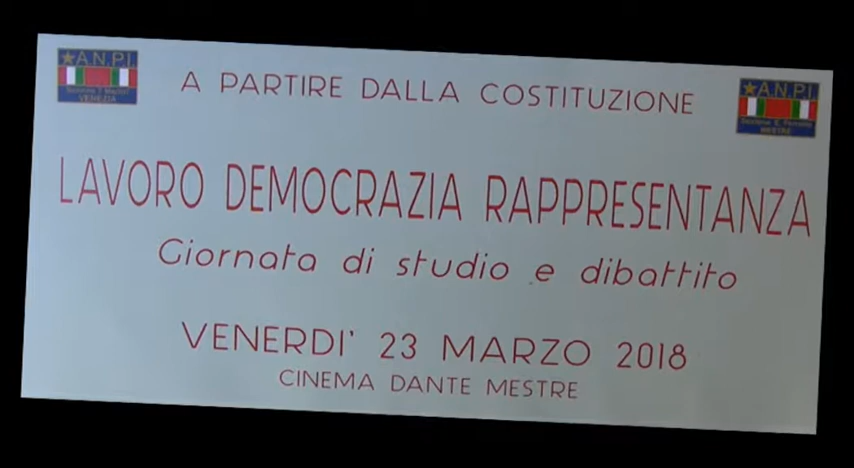 A.N.P.I.
VENEZIA
A PARTIRE DALLA COSTITUZIONE
A.N.P.I.
MESTRE
LAVORO DEMOCRAZIA RAPPRESENTANZA
Giornata di studio e dibattito
VENERDI' 23 MARZO 2018
CINEMA DANTE MESTRE